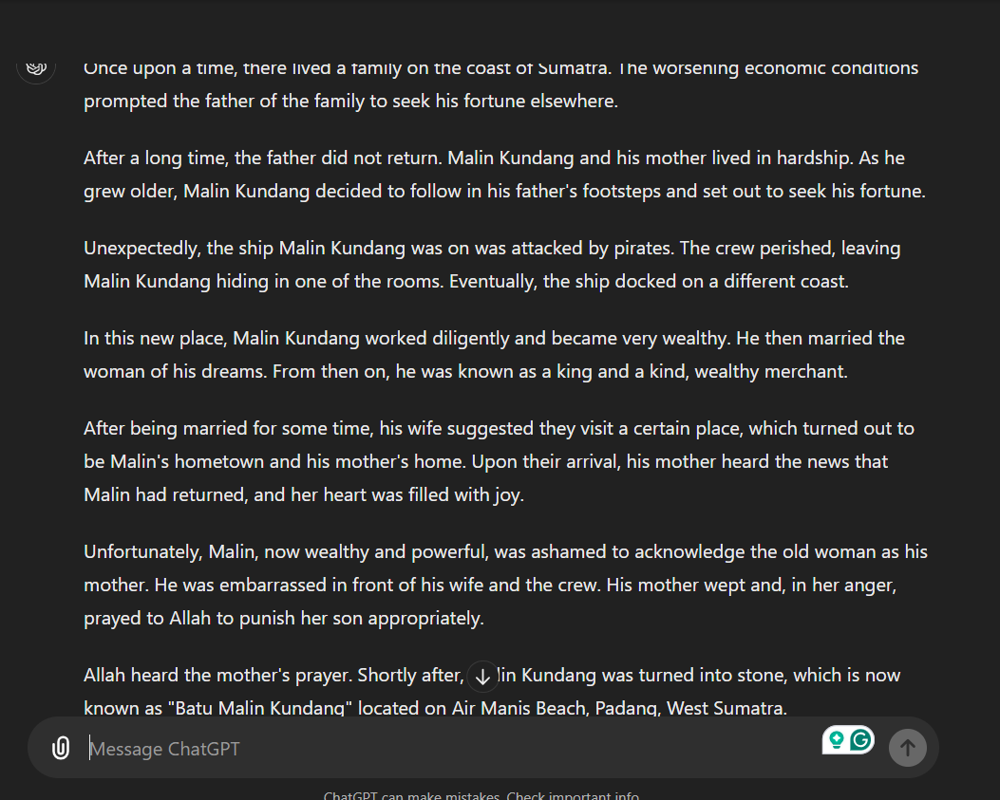 Once upon a time, there lived a family on the coast of Sumatra. The worsening economic conditions
prompted the father of the family to seek his fortune elsewhere.
After a long time, the father did not return. Malin Kundang and his mother lived in hardship. As he
grew older, Malin Kundang decided to follow in his father's footsteps and set out to seek his fortune.
Unexpectedly, the ship Malin Kundang was on was attacked by pirates. The crew perished, leaving
Malin Kundang hiding in one of the rooms. Eventually, the ship docked on a different coast.
In this new place, Malin Kundang worked diligently and became very wealthy. He then married the
woman of his dreams. From then on, he was known as a king and a kind, wealthy merchant.
After being married for some time, his wife suggested they visit a certain place, which turned out to
be Malin's hometown and his mother's home. Upon their arrival, his mother heard the news that
Malin had returned, and her heart was filled with joy.
Unfortunately, Malin, now wealthy and powerful, was ashamed to acknowledge the old woman as his
mother. He was embarrassed in front of his wife and the crew. His mother wept and, in her anger,
prayed to Allah to punish her son appropriately.
Allah heard the mother's prayer. Shortly after, lin Kundang was turned into stone, which is now
known as "Batu Malin Kundang" located on Air Manis Beach, Padang, West Sumatra.
Message ChatGPT
ChatGPT can make mistakes. Check important info.